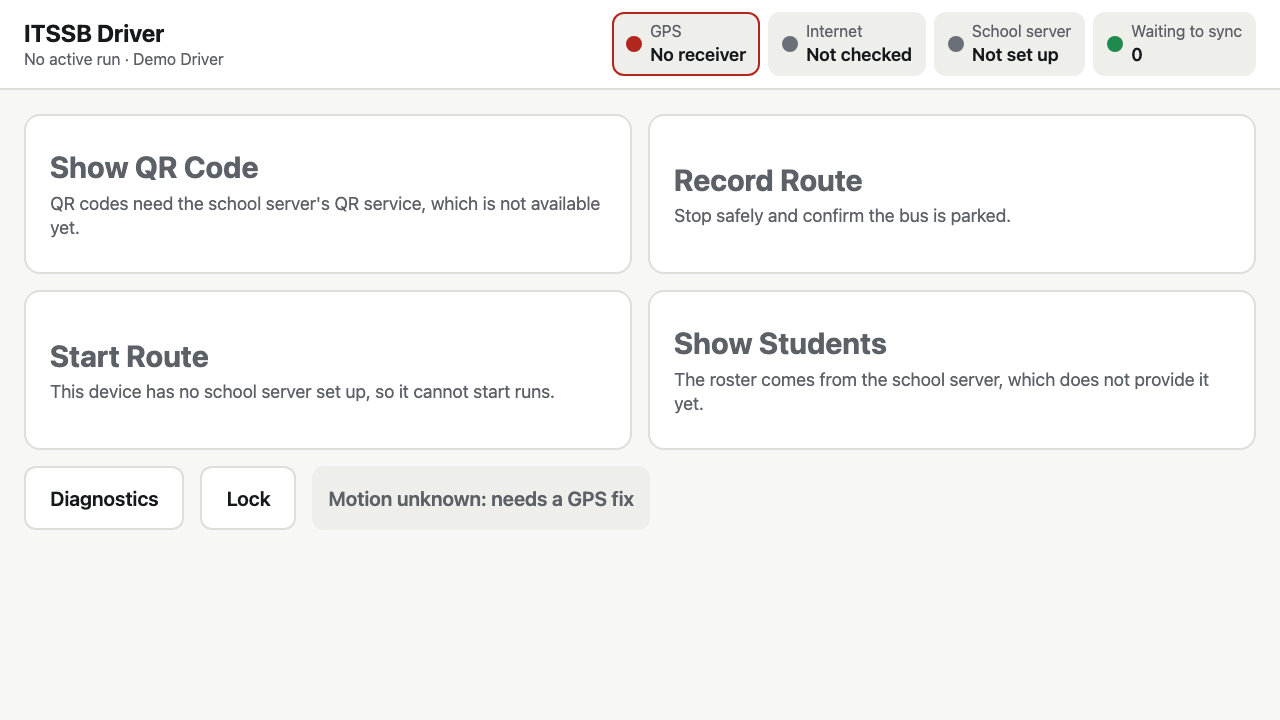 ITSSB Driver
No active run · Demo Driver
GPS
No receiver
Internet
Not checked
School server
Not set up
Waiting to sync
0
Show QR Code
QR codes need the school server's QR service, which is not available
yet.
Record Route
Stop safely and confirm the bus is parked.
Start Route
This device has no school server set up, so it cannot start runs.
Show Students
The roster comes from the school server, which does not provide it
yet.
Diagnostics
Lock
Motion unknown: needs a GPS fix